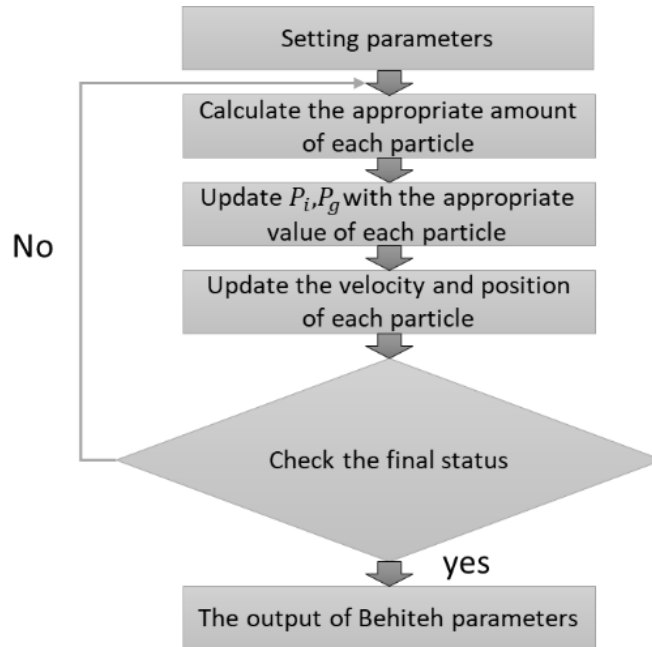 Setting parameters
Calculate the appropriate amount
of each particle
Update P_i,P_g with the appropriate
value of each particle
No
Update the velocity and position
of each particle
Check the final status
yes
The output of Behiteh parameters